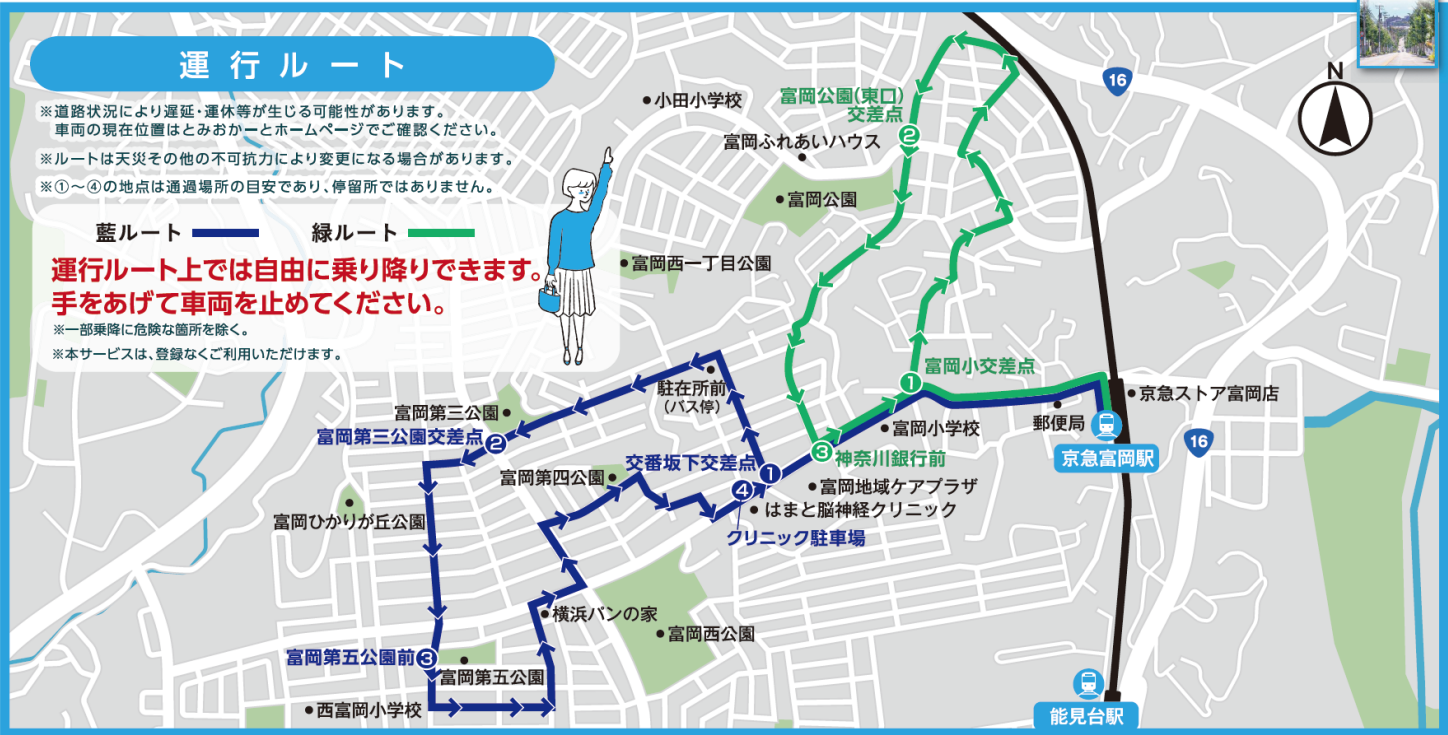 運行ルート
※道路状況により遅延・運休等が生じる可能性があります。
車両の現在位置はとみおかーとホームページでご確認ください。
※ルートは天災その他の不可抗力により変更になる場合があります。
※①～④の地点は通過場所の目安であり、停留所ではありません。
藍ルート
緑ルート
運行ルート上では自由に乗り降りできます。
手をあげて車両を止めてください。
※一部乗降に危険な箇所を除く。
※本サービスは、登録なくご利用いただけます。
16
N
小田小学校
富岡公園(東口)
交差点
②
富岡ふれあいハウス
富岡公園
富岡西一丁目公園
富岡小交差点
①
駐在所前
(バス停)
京急ストア富岡店
富岡第三公園
富岡第三公園交差点
②
富岡小学校
郵便局
京急富岡駅
16
③
神奈川銀行前
交番坂下交差点
①
富岡第四公園
④
富岡地域ケアプラザ
はまと脳神経クリニック
クリニック駐車場
富岡ひかりが丘公園
横浜パンの家
富岡西公園
富岡第五公園前
③
富岡第五公園
西富岡小学校
能見台駅